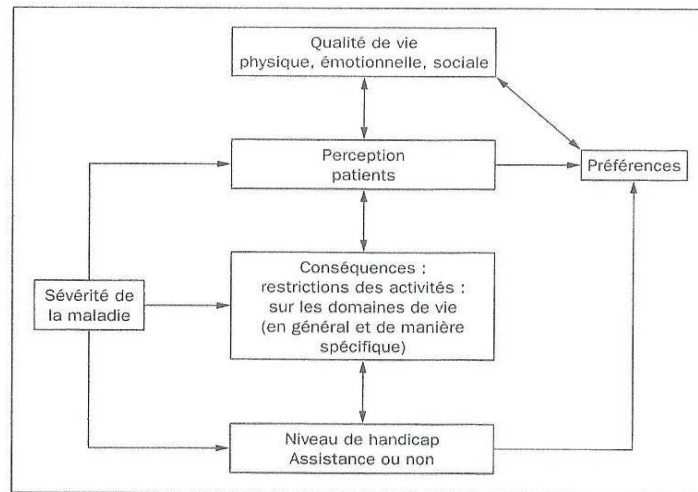 Qualité de vie
physique, émotionnelle, sociale
Perception
patients
Préférences
Conséquences :
restrictions des activités :
sur les domaines de vie
(en général et de manière
spécifique)
Sévérité de
la maladie
Niveau de handicap
Assistance ou non